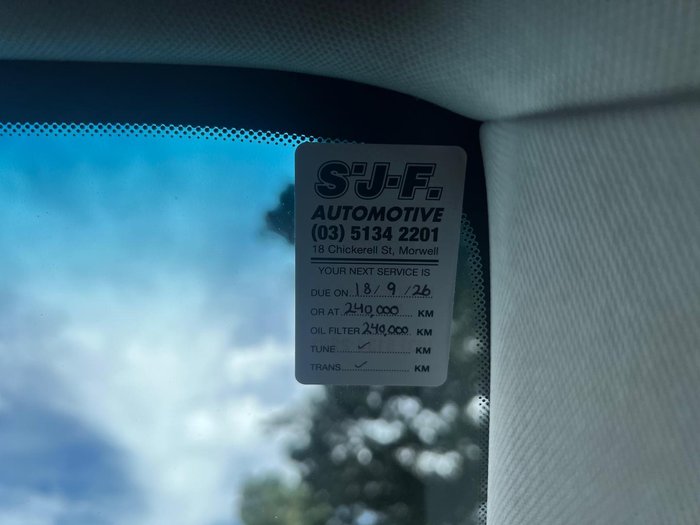 S·J·F.
AUTOMOTIVE
(03) 5134 2201
18 Chickerell St, Morwell
YOUR NEXT SERVICE IS
DUE ON 18/9/26
OR AT 240,000 KM
OIL FILTER 240,000 KM
TUNE ✓ KM
TRANS ✓ KM